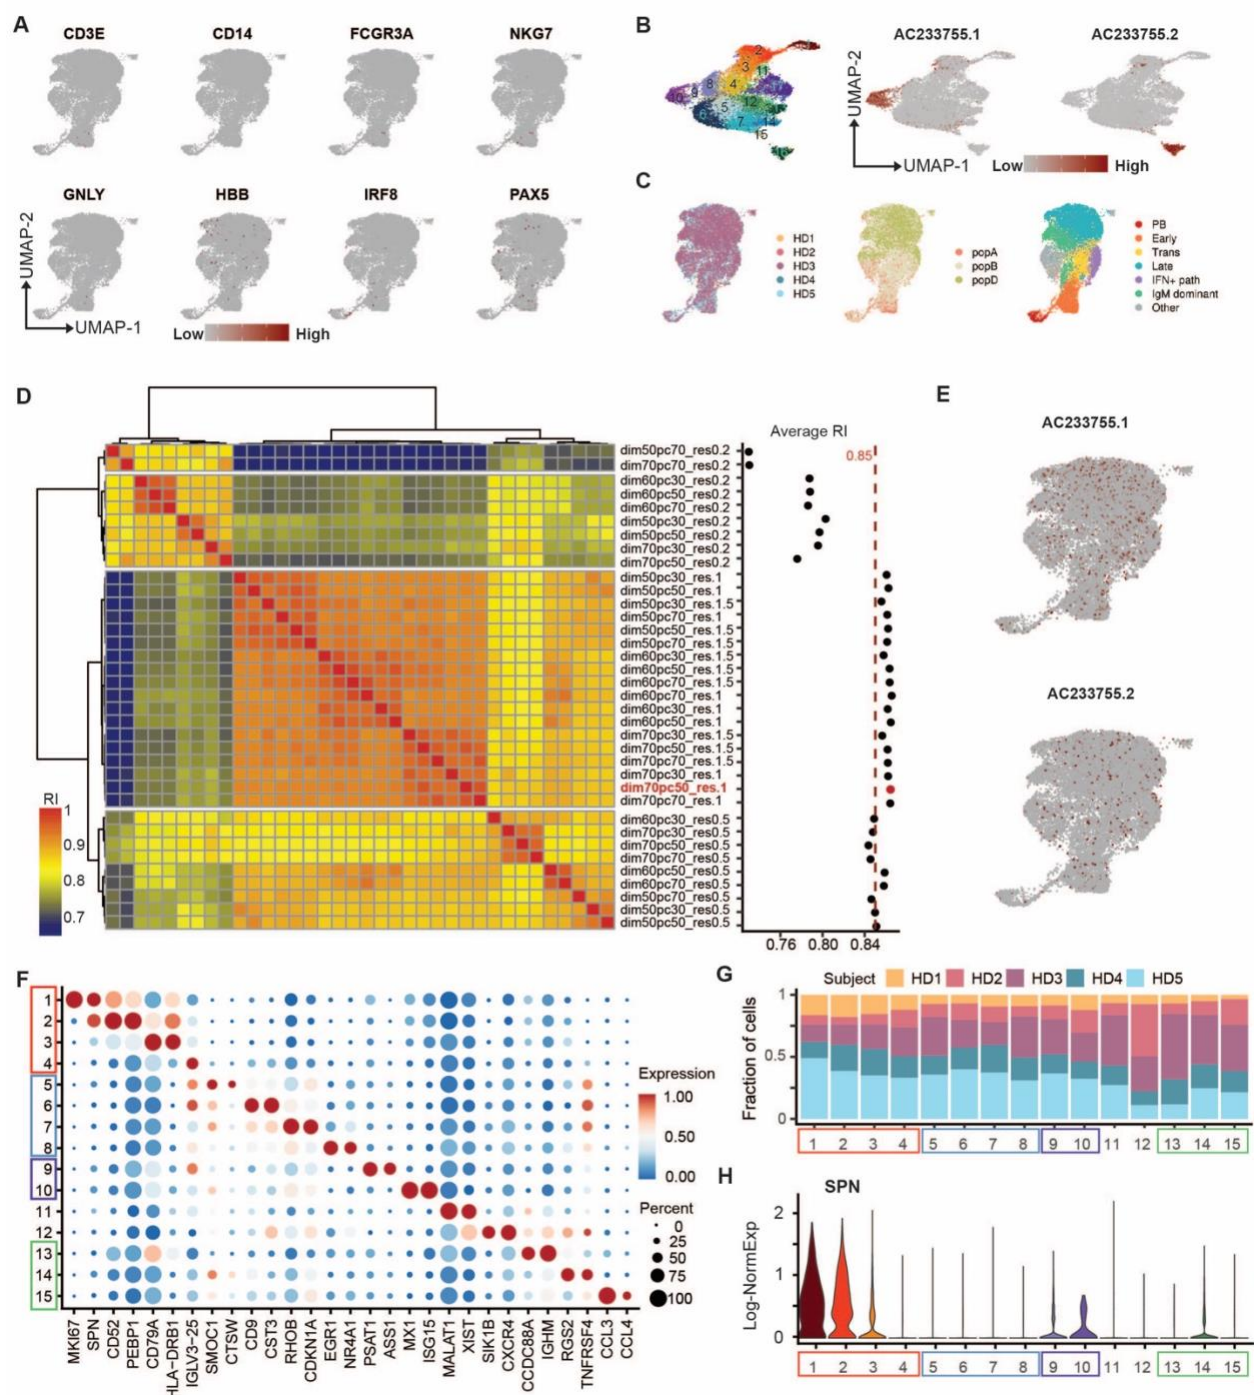 A
CD3E CD14 FCGR3A NKG7
GNLY HBB IRF8 PAX5
UMAP-2
UMAP-1
Low High
B
2
3
11
8
4
9
10
12
5
6
7
14
15
AC233755.1 AC233755.2
UMAP-2
UMAP-1
Low High
C
HD1
HD2
HD3
HD4
HD5
popA
popB
popD
PB
Early
Trans
Late
IFN+ path
IgM dominant
Other
D
dim50pc70_res0.2
dim70pc70_res0.2
dim60pc30_res0.2
dim60pc50_res0.2
dim60pc70_res0.2
dim50pc30_res0.2
dim50pc50_res0.2
dim70pc30_res0.2
dim70pc50_res0.2
dim50pc30_res.1
dim50pc50_res.1
dim50pc30_res.1.5
dim50pc70_res.1
dim50pc50_res.1.5
dim50pc70_res.1.5
dim60pc30_res.1.5
dim60pc50_res.1.5
dim60pc70_res.1.5
dim60pc70_res.1
dim60pc30_res.1
dim60pc50_res.1
dim70pc30_res.1.5
dim70pc50_res.1.5
dim70pc70_res.1.5
dim70pc30_res.1
dim70pc50_res.1
dim70pc70_res.1
dim60pc30_res0.5
dim70pc30_res0.5
dim70pc50_res0.5
dim70pc70_res0.5
dim60pc50_res0.5
dim60pc70_res0.5
dim50pc70_res0.5
dim50pc30_res0.5
dim50pc50_res0.5
RI
1
0.9
0.8
0.7
Average RI
0.85
0.76 0.80 0.84
E
AC233755.1
AC233755.2
F
1
2
3
4
5
6
7
8
9
10
11
12
13
14
15
MKI67
SPN
CD52
PEBP1
CD79A
HLA-DRB1
IGLV3-25
SMOC1
CTSW
CD9
CST3
RHOB
CDKN1A
EGR1
NR4A1
PSAT1
ASS1
MX1
ISG15
MALAT1
XIST
SIK1B
CXCR4
CCDC88A
IGHM
RGS2
TNFRSF4
CCL3
CCL4
Expression
1.00
0.50
0.00
Percent
0
25
50
75
100
G
Subject HD1 HD2 HD3 HD4 HD5
Fraction of cells
1
0.5
0
1 2 3 4 5 6 7 8 9 10 11 12 13 14 15
H
SPN
Log-NormExp
2
1
0
1 2 3 4 5 6 7 8 9 10 11 12 13 14 15